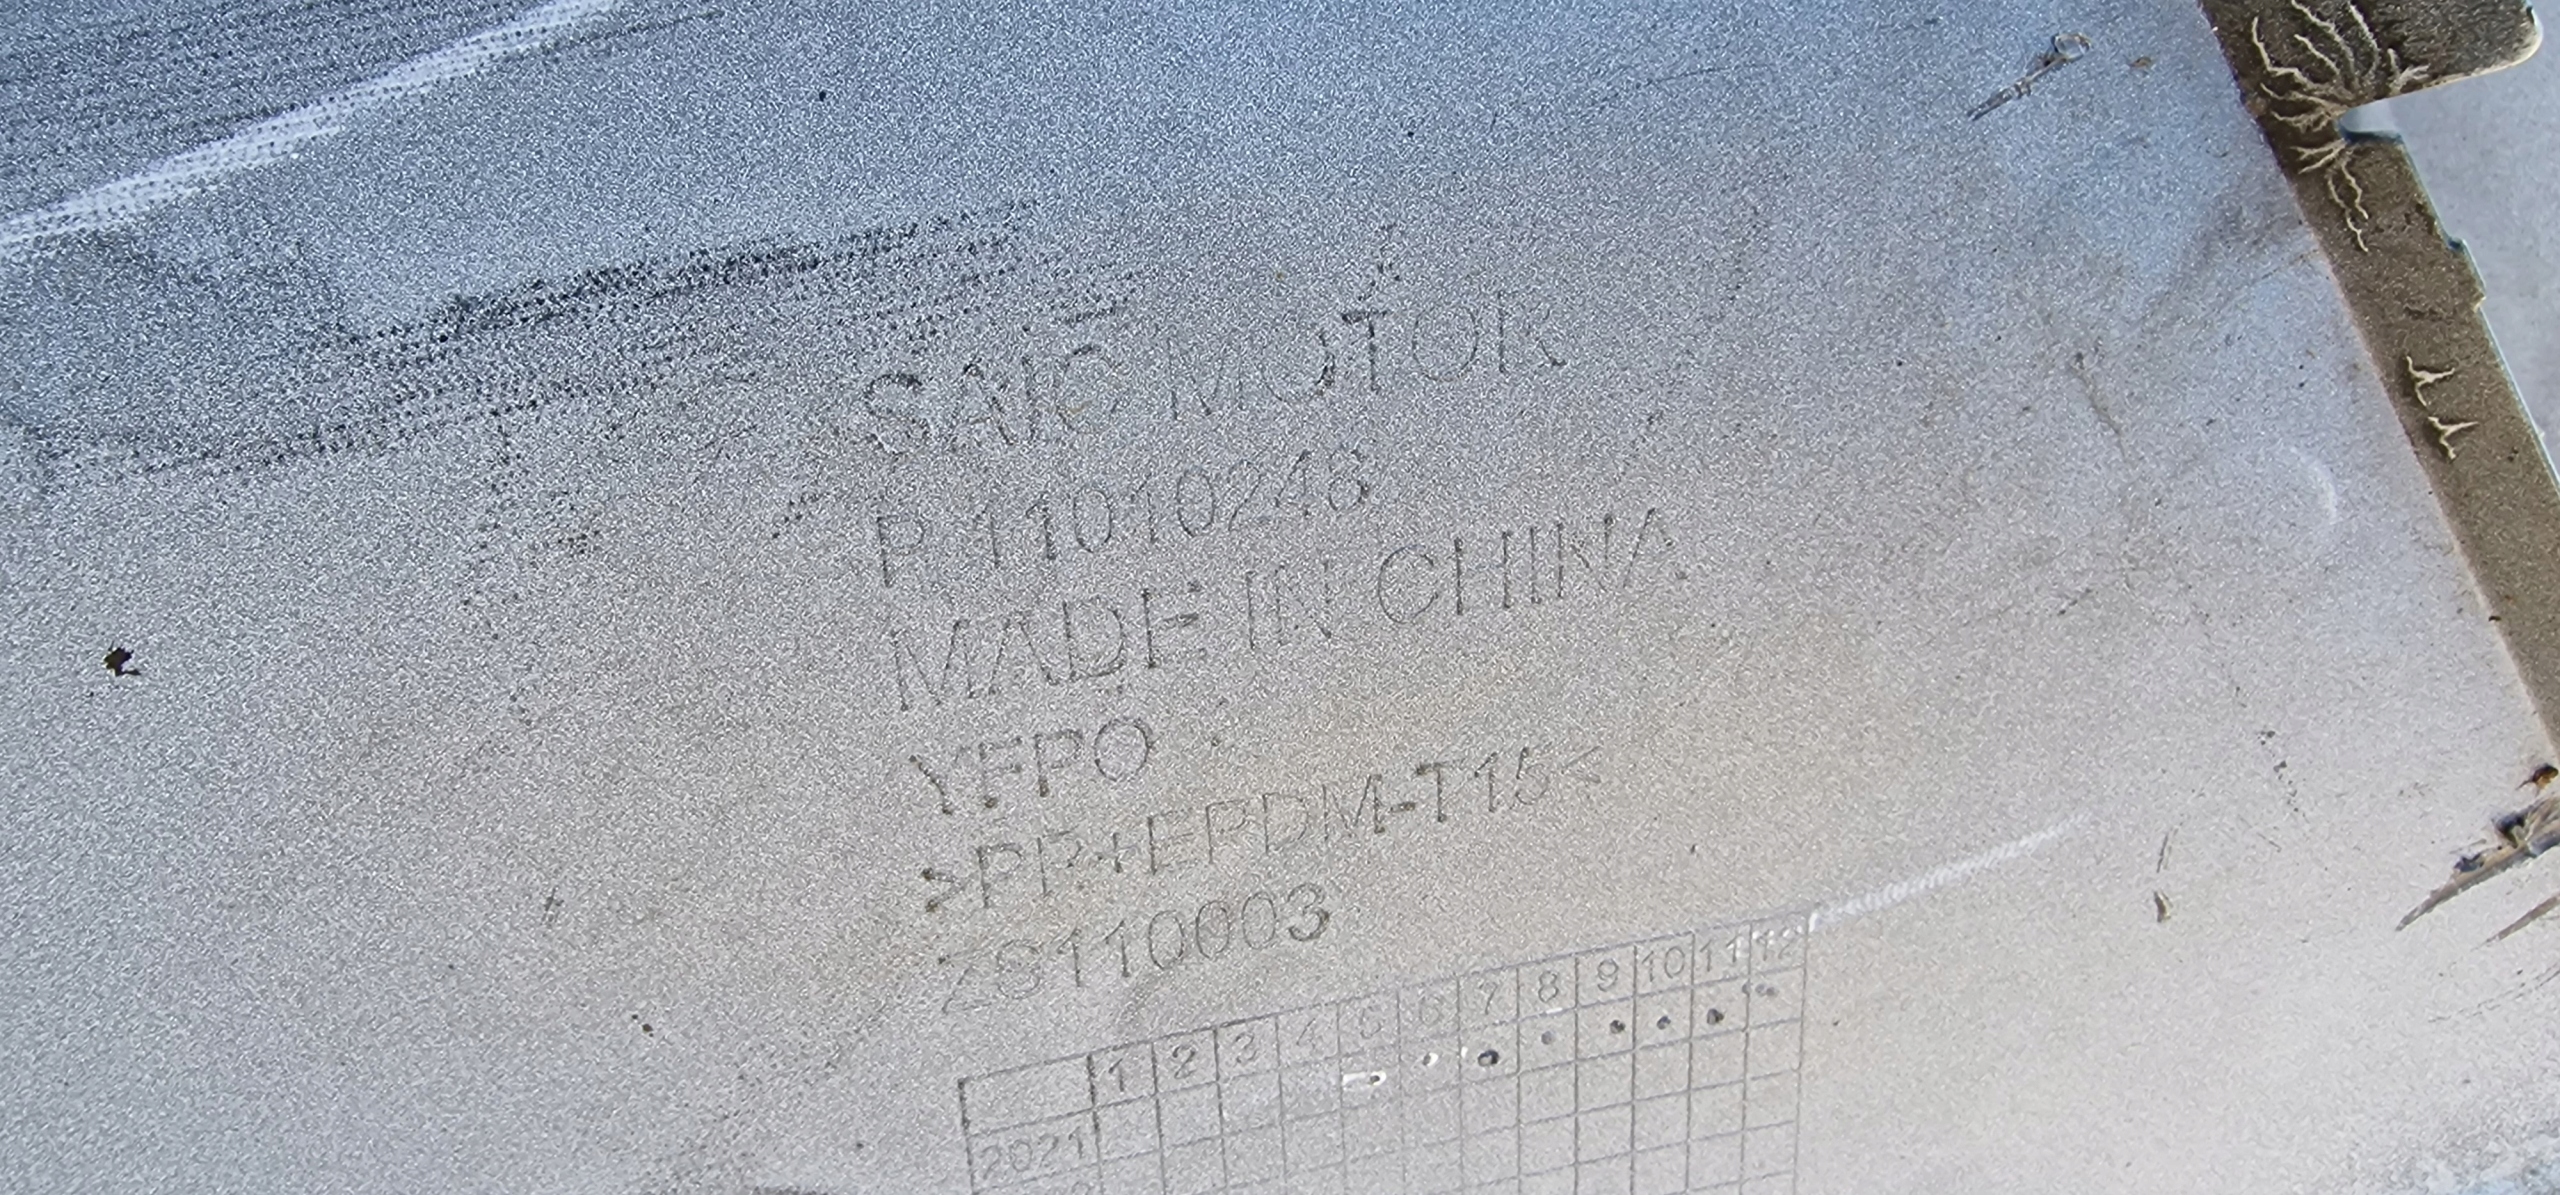 SAIC MOTOR
P 11010248
MADE IN CHINA
YFPO
>PP+EPDM-T15<
ZS110003
1 2 3 4 5 6 7 8 9 10 11 12
2021